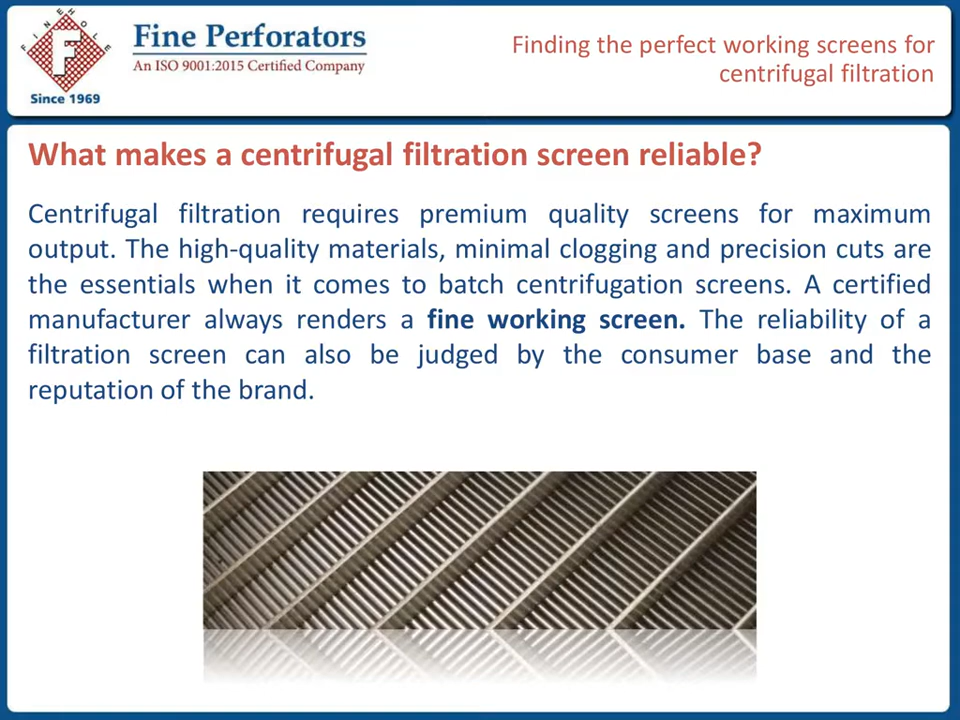 FINEHOLE
F
Since 1969
Fine Perforators
An ISO 9001:2015 Certified Company
Finding the perfect working screens for
centrifugal filtration
What makes a centrifugal filtration screen reliable?
Centrifugal filtration requires premium quality screens for maximum
output. The high-quality materials, minimal clogging and precision cuts are
the essentials when it comes to batch centrifugation screens. A certified
manufacturer always renders a fine working screen. The reliability of a
filtration screen can also be judged by the consumer base and the
reputation of the brand.